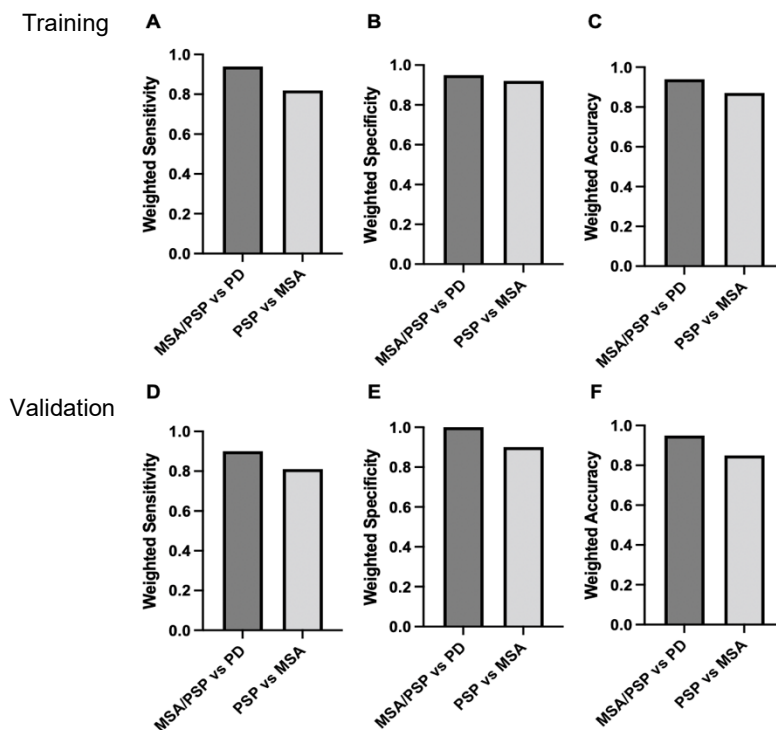 Training
A
Weighted Sensitivity
1.0
0.8
0.6
0.4
0.2
0.0
MSA/PSP vs PD
PSP vs MSA
B
Weighted Specificity
1.0
0.8
0.6
0.4
0.2
0.0
MSA/PSP vs PD
PSP vs MSA
C
Weighted Accuracy
1.0
0.8
0.6
0.4
0.2
0.0
MSA/PSP vs PD
PSP vs MSA
Validation
D
Weighted Sensitivity
1.0
0.8
0.6
0.4
0.2
0.0
MSA/PSP vs PD
PSP vs MSA
E
Weighted Specificity
1.0
0.8
0.6
0.4
0.2
0.0
MSA/PSP vs PD
PSP vs MSA
F
Weighted Accuracy
1.0
0.8
0.6
0.4
0.2
0.0
MSA/PSP vs PD
PSP vs MSA